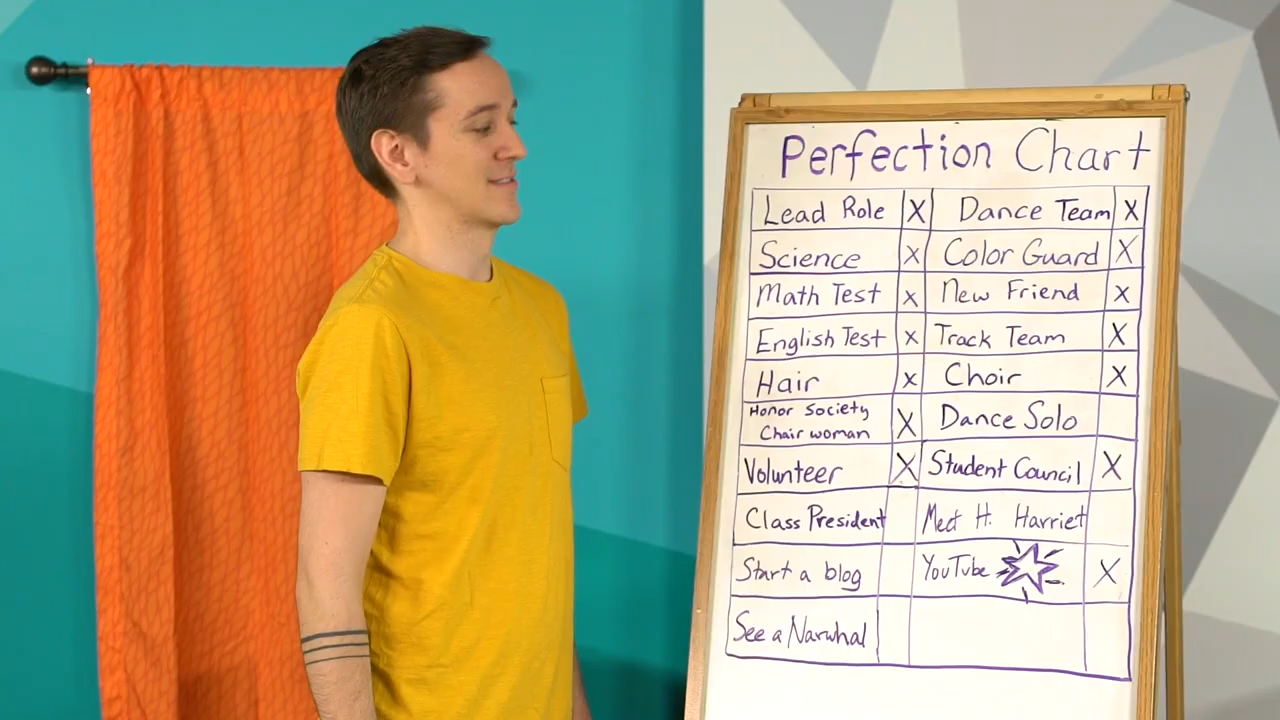 Perfection Chart
Lead Role X Dance Team X
Science X Color Guard X
Math Test X New Friend X
English Test X Track Team X
Hair X Choir X
Honor Society
Chair woman X Dance Solo
Volunteer X Student Council X
Class President Meet H. Harriet
Start a blog YouTube X
See a Narwhal